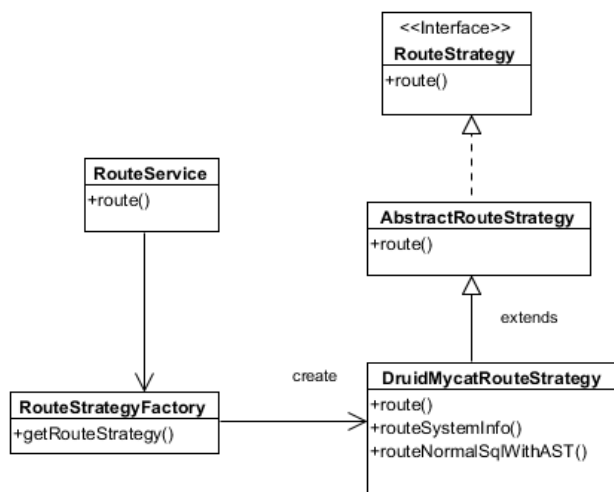 <<Interface>>
RouteStrategy
+route()
RouteService
+route()
AbstractRouteStrategy
+route()
extends
create
RouteStrategyFactory
+getRouteStrategy()
DruidMycatRouteStrategy
+route()
+routeSystemInfo()
+routeNormalSqlWithAST()